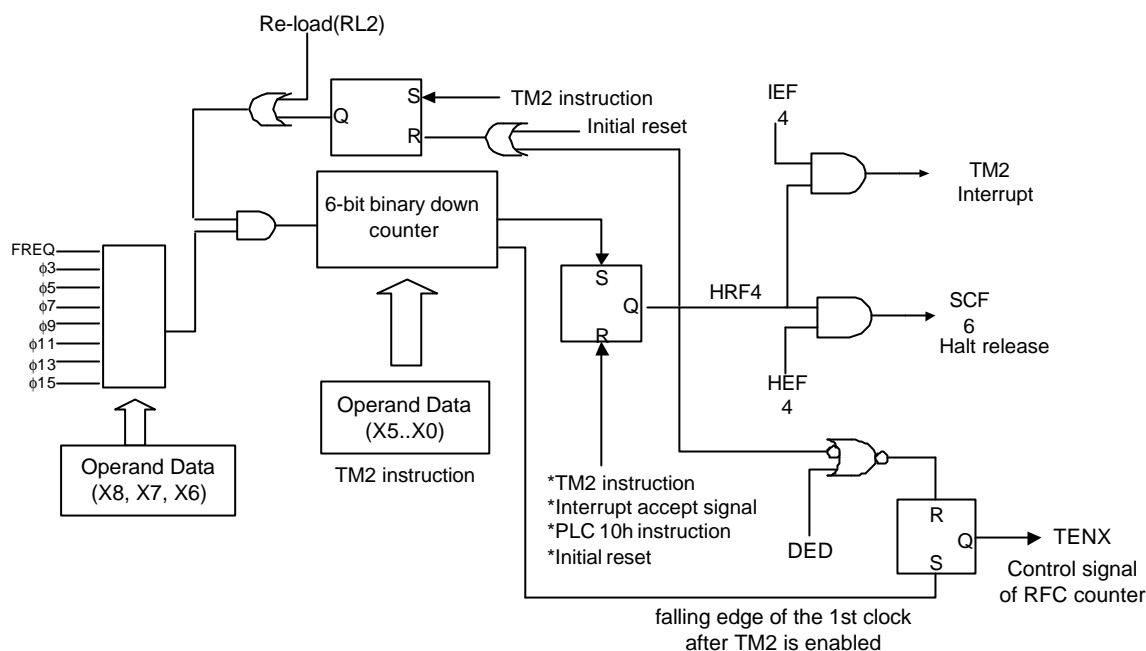 Re-load(RL2)
S
TM2 instruction
Q
R
Initial reset
IEF
4
TM2
Interrupt
6-bit binary down
counter
FREQ
ϕ3
ϕ5
ϕ7
ϕ9
ϕ11
ϕ13
ϕ15
S
Q
R
HRF4
SCF
6
Halt release
HEF
4
Operand Data
(X5..X0)
TM2 instruction
Operand Data
(X8, X7, X6)
*TM2 instruction
*Interrupt accept signal
*PLC 10h instruction
*Initial reset
DED
R
Q
S
TENX
Control signal
of RFC counter
falling edge of the 1st clock
after TM2 is enabled